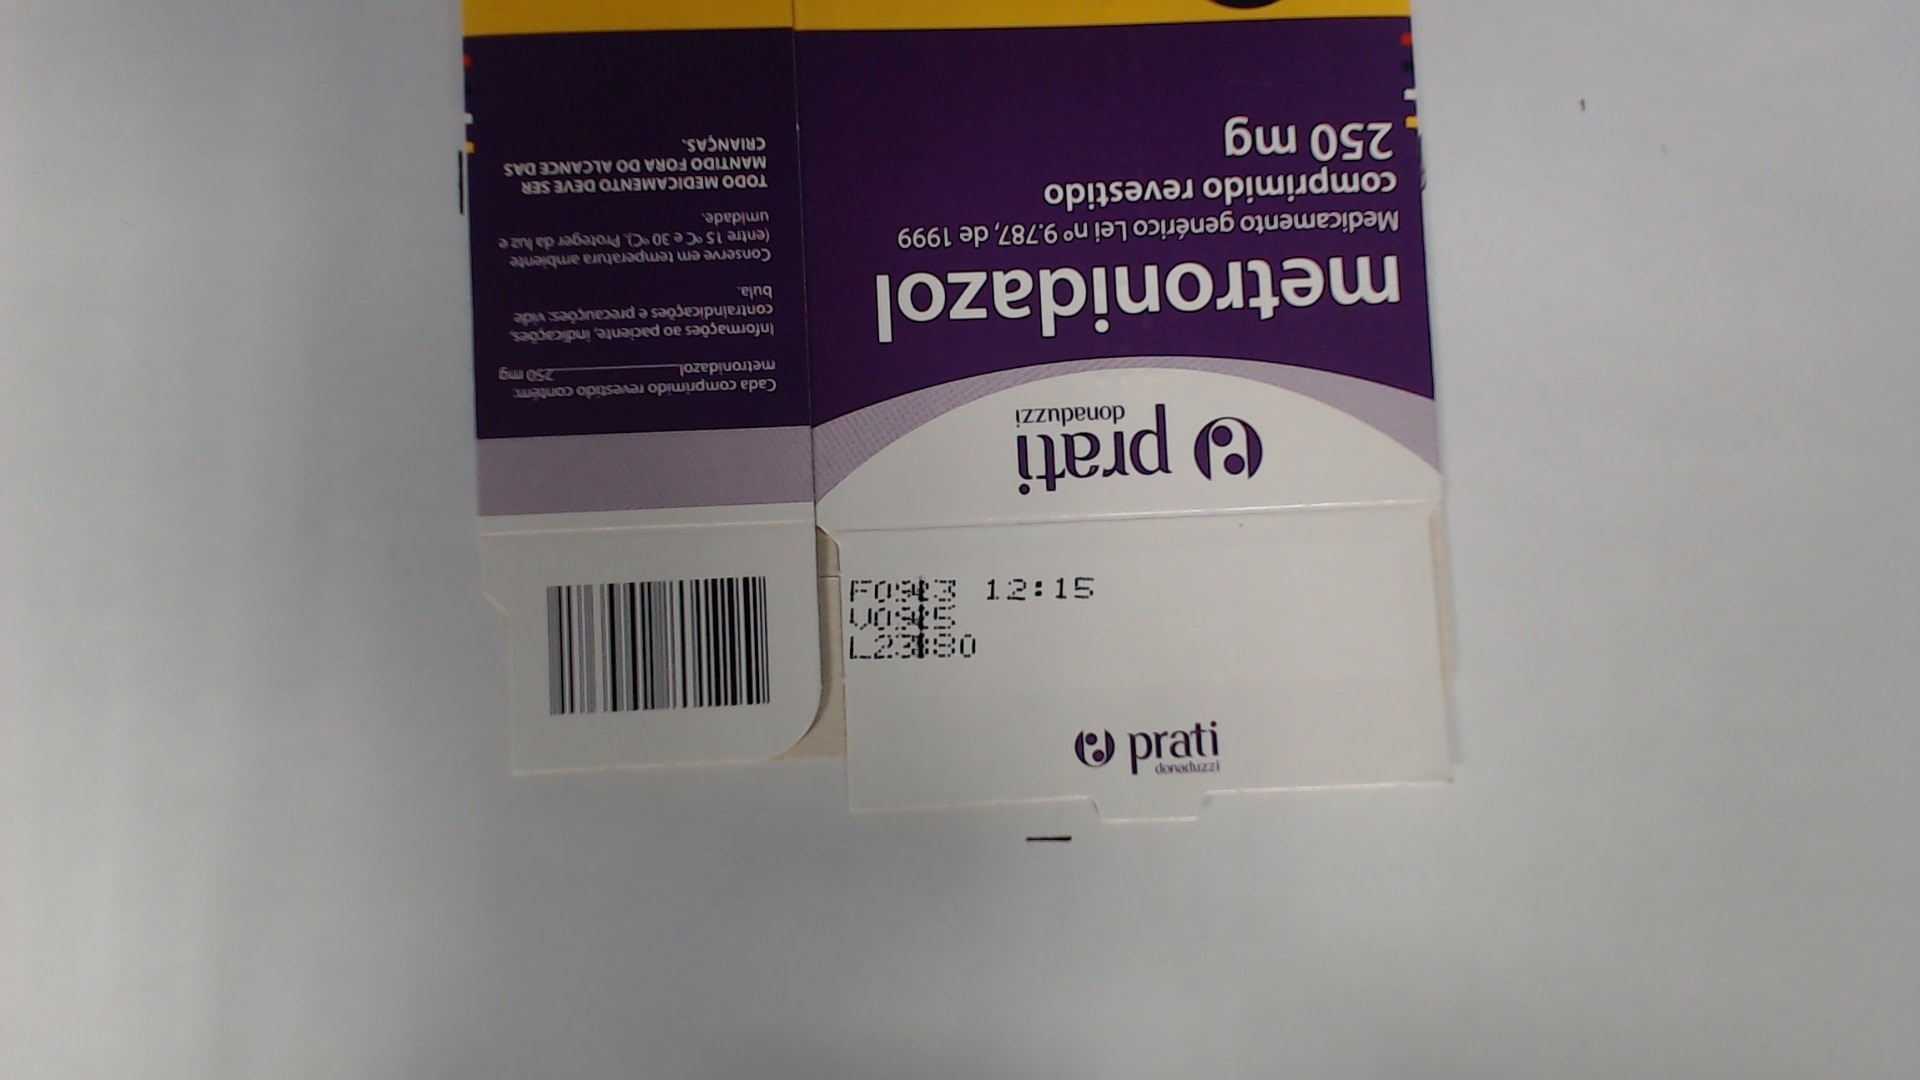 prati
donaduzzi
metronidazol
Medicamento genérico Lei nº 9.787, de 1999
comprimido revestido
250 mg
Cada comprimido revestido contém:
metronidazol 250 mg
Informações ao paciente, indicações,
contraindicações e precauções: vide
bula.
Conserve em temperatura ambiente
(entre 15 ºC e 30 ºC). Proteger da luz e
umidade.
TODO MEDICAMENTO DEVE SER
MANTIDO FORA DO ALCANCE DAS
CRIANÇAS.
12:15
prati
donaduzzi